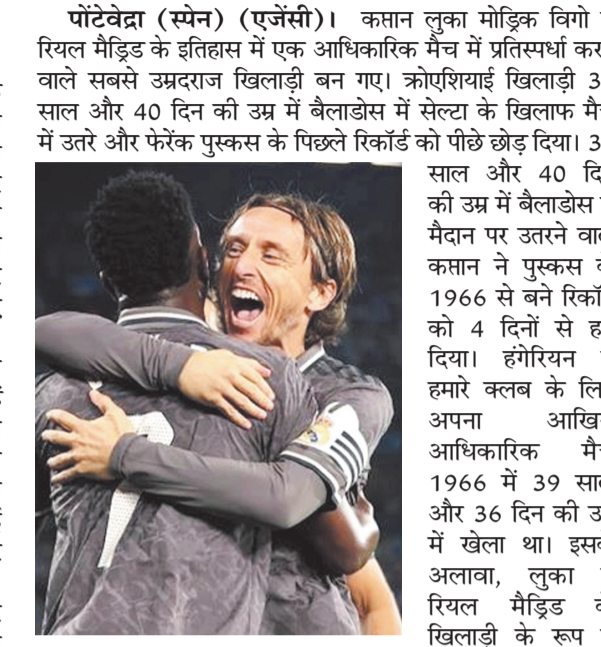 पोंटेवेद्रा (स्पेन) (एजेंसी)। कप्तान लुका मोड्रिक विगो
रियल मैड्रिड के इतिहास में एक आधिकारिक मैच में प्रतिस्पर्धा
वाले सबसे उम्रदराज खिलाड़ी बन गए। क्रोएशियाई खिलाड़ी
साल और 40 दिन की उम्र में बैलाडोस में सेल्टा के खिलाफ
में उतरे और फेरेंक पुस्कस के पिछले रिकॉर्ड को पीछे छोड़ दिया।
साल और 40
की उम्र में बैलाडोस
मैदान पर उतरने
कप्तान ने पुस्कस
1966 से बने
को 4 दिनों से
दिया। हंगेरियन
हमारे क्लब के
अपना
आधिकारिक
1966 में 39
और 36 दिन की
में खेला था।
अलावा, लुका
रियल मैड्रिड
खिलाड़ी के रूप
7